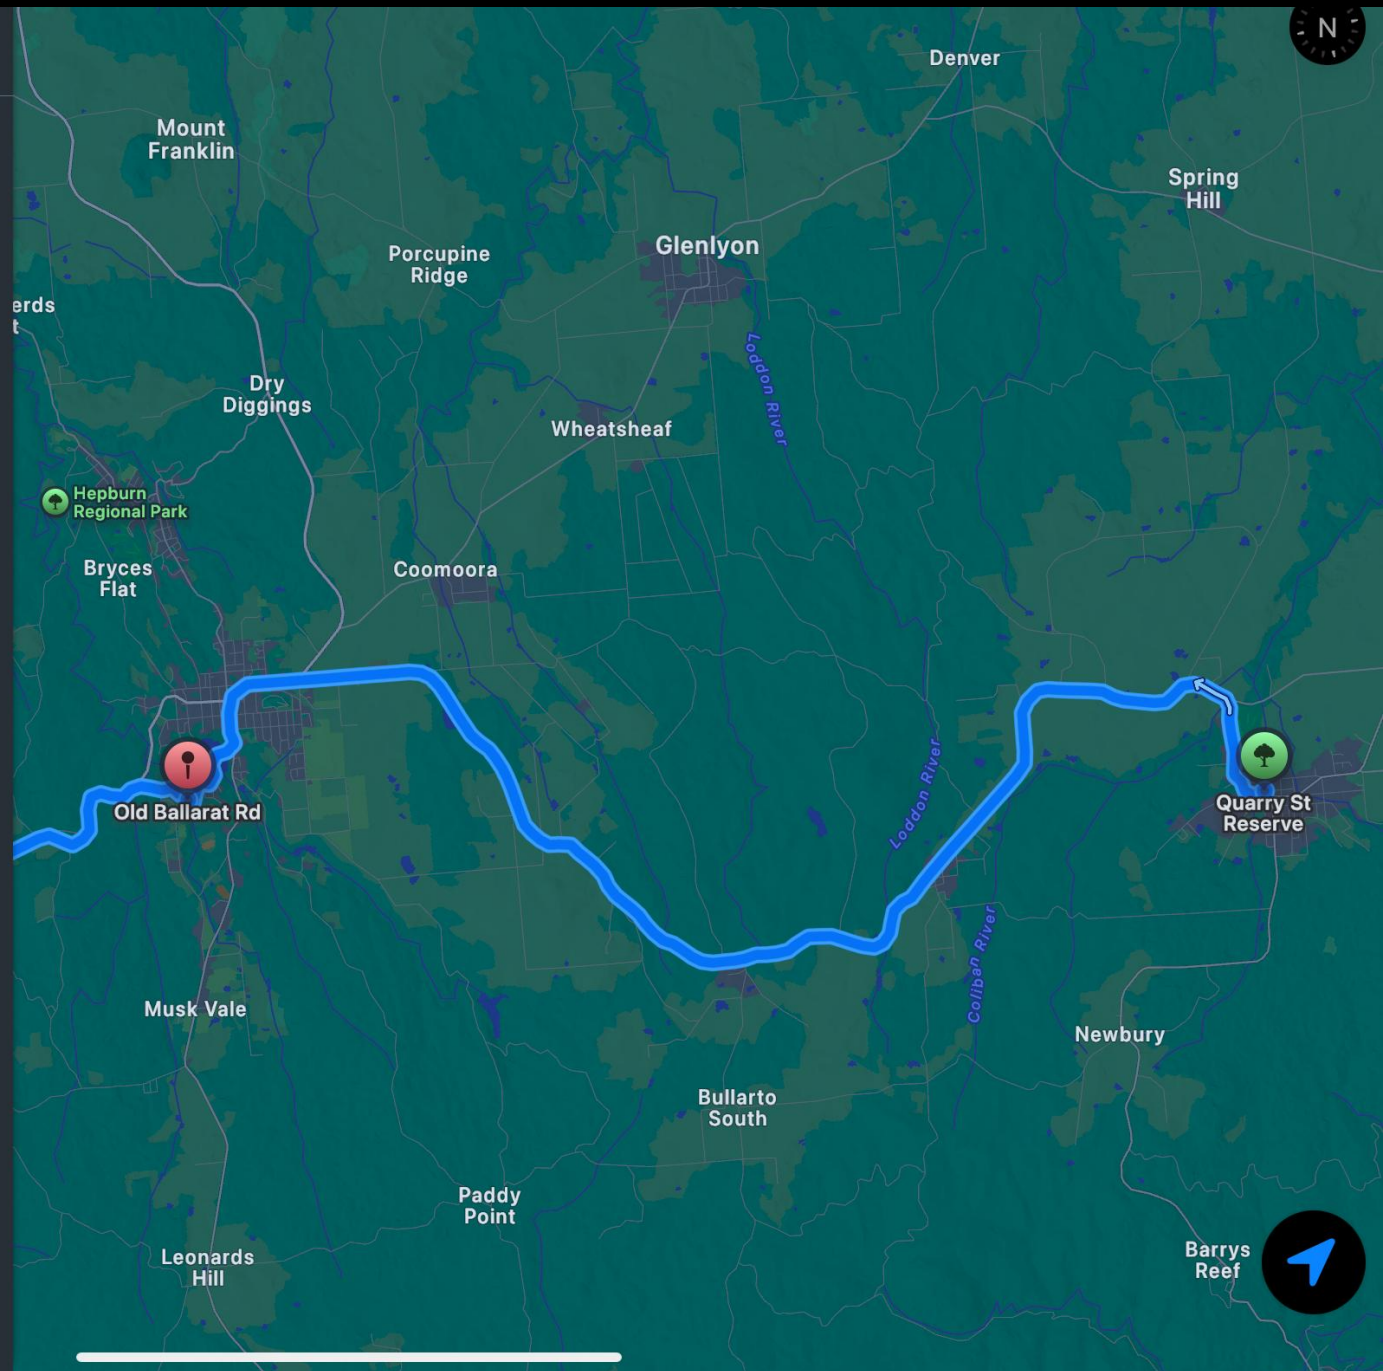 N
Denver
Mount
Franklin
Spring
Hill
Glenlyon
Porcupine
Ridge
erds
t
Loddon River
Dry
Diggings
Wheatsheaf
Hepburn
Regional Park
Bryces
Flat
Coomoora
Loddon River
Old Ballarat Rd
Quarry St
Reserve
Coliban River
Musk Vale
Newbury
Bullarto
South
Paddy
Point
Leonards
Hill
Barrys
Reef